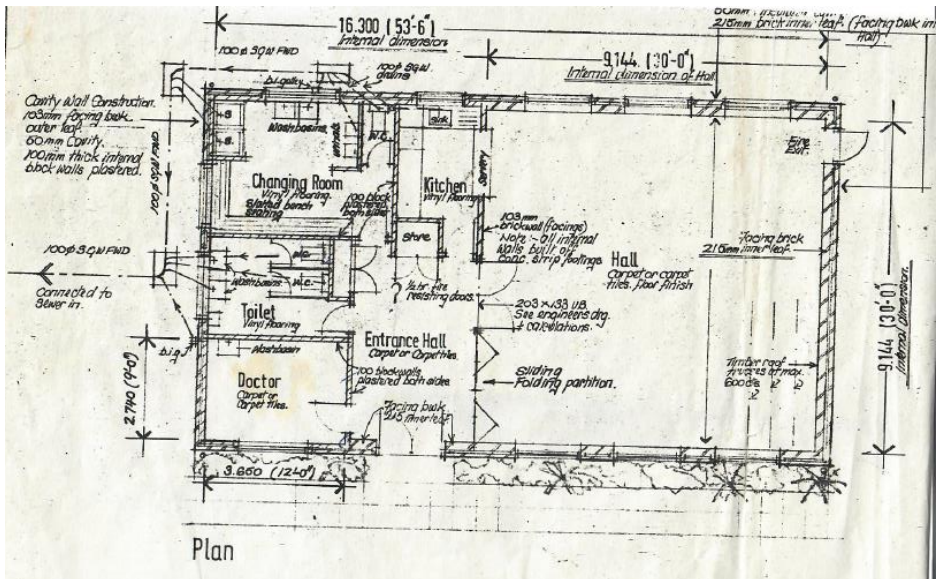 16.300 (53'-6")
Internal dimension
215mm brick inner leaf. (facing brick in
Hall)
9.144. (30'-0")
Internal dimension of Hall.
100ø SQW FWD
100ø SQW
drains
b.i. gulley
Cavity Wall Construction.
103mm facing brick
outer leaf.
50mm Cavity.
100mm thick internal
block walls plastered.
100ø SQW FWD
Washbasins
urinals
W.C.
sink
Fire
Exit.
Changing Room
Vinyl flooring.
Slatted bench
seating
Kitchen
Vinyl flooring
Servery
100 block
plastered
both sides
Store
103mm
brickwall (facings)
Note :- all internal
walls built off
conc. strip footings
Facing brick
215mm inner leaf.
Hall
Carpet or carpet
tiles. floor finish
100ø S.Q.W FWD
Connected to
Sewer in.
W.C.
Washbasins
W.C.
½ hr fire
resisting doors.
203 x 133 U.B.
See engineers drg.
& calculations.
Toilet
Vinyl flooring
Entrance Hall
Carpet or Carpet tiles.
9.144 (30'-0")
Internal dimension.
b.i.g.
Washbasin
100 blockwalls
plastered both sides
Sliding
Folding partition.
Timber roof
trusses at max.
600 c/s
2.740 (9'-0")
Doctor
Carpet or
Carpet tiles.
Facing brick
215 inner leaf
3.650 (12'-0")
Plan